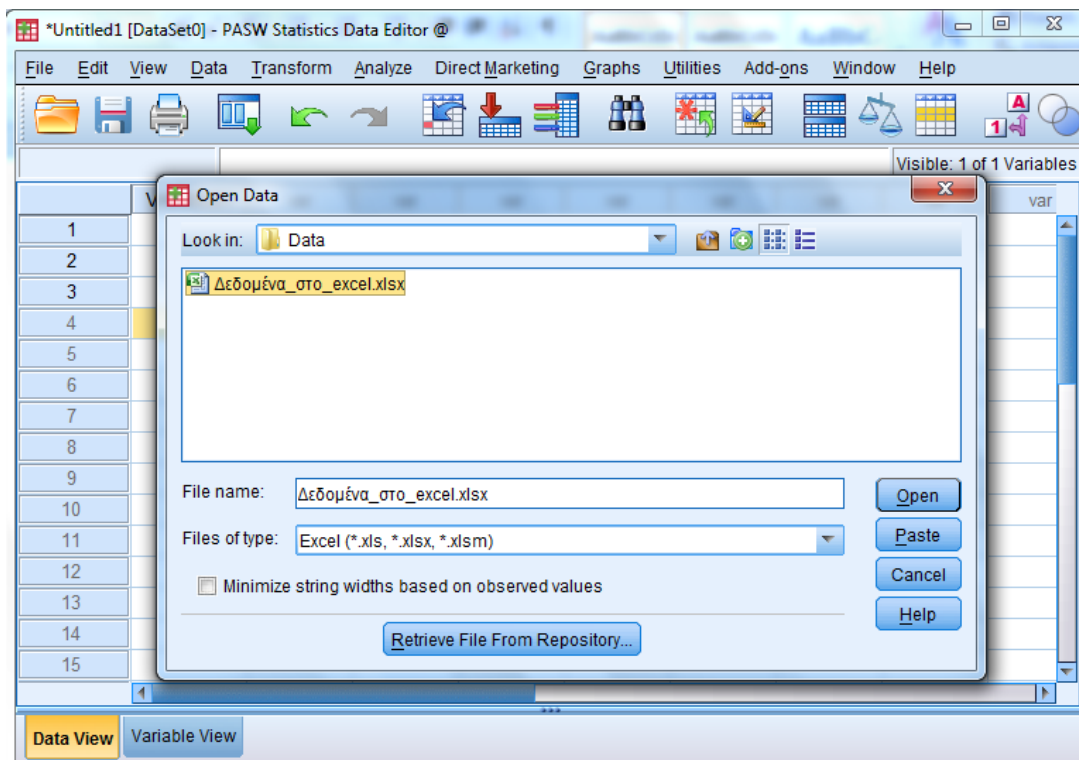 *Untitled1 [DataSet0] - PASW Statistics Data Editor @
File Edit View Data Transform Analyze Direct Marketing Graphs Utilities Add-ons Window Help
A
1
Visible: 1 of 1 Variables
var
Open Data
Look in: Data
Δεδομένα_στο_excel.xlsx
File name: Δεδομένα_στο_excel.xlsx
Open
Files of type: Excel (*.xls, *.xlsx, *.xlsm)
Paste
Minimize string widths based on observed values
Cancel
Help
Retrieve File From Repository...
1
2
3
4
5
6
7
8
9
10
11
12
13
14
15
Data View Variable View